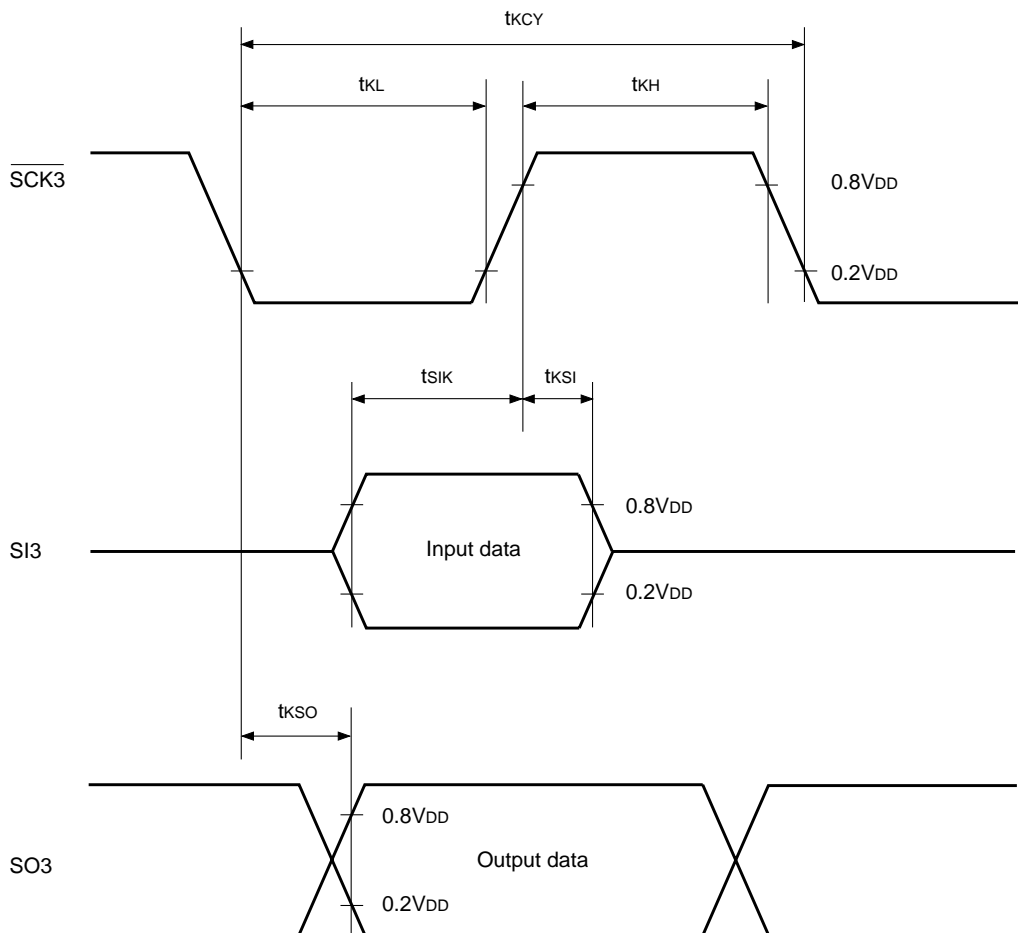 tKCY
tKL
tKH
SCK3
0.8VDD
0.2VDD
tSIK
tKSI
0.8VDD
SI3
Input data
0.2VDD
tKSO
0.8VDD
SO3
Output data
0.2VDD